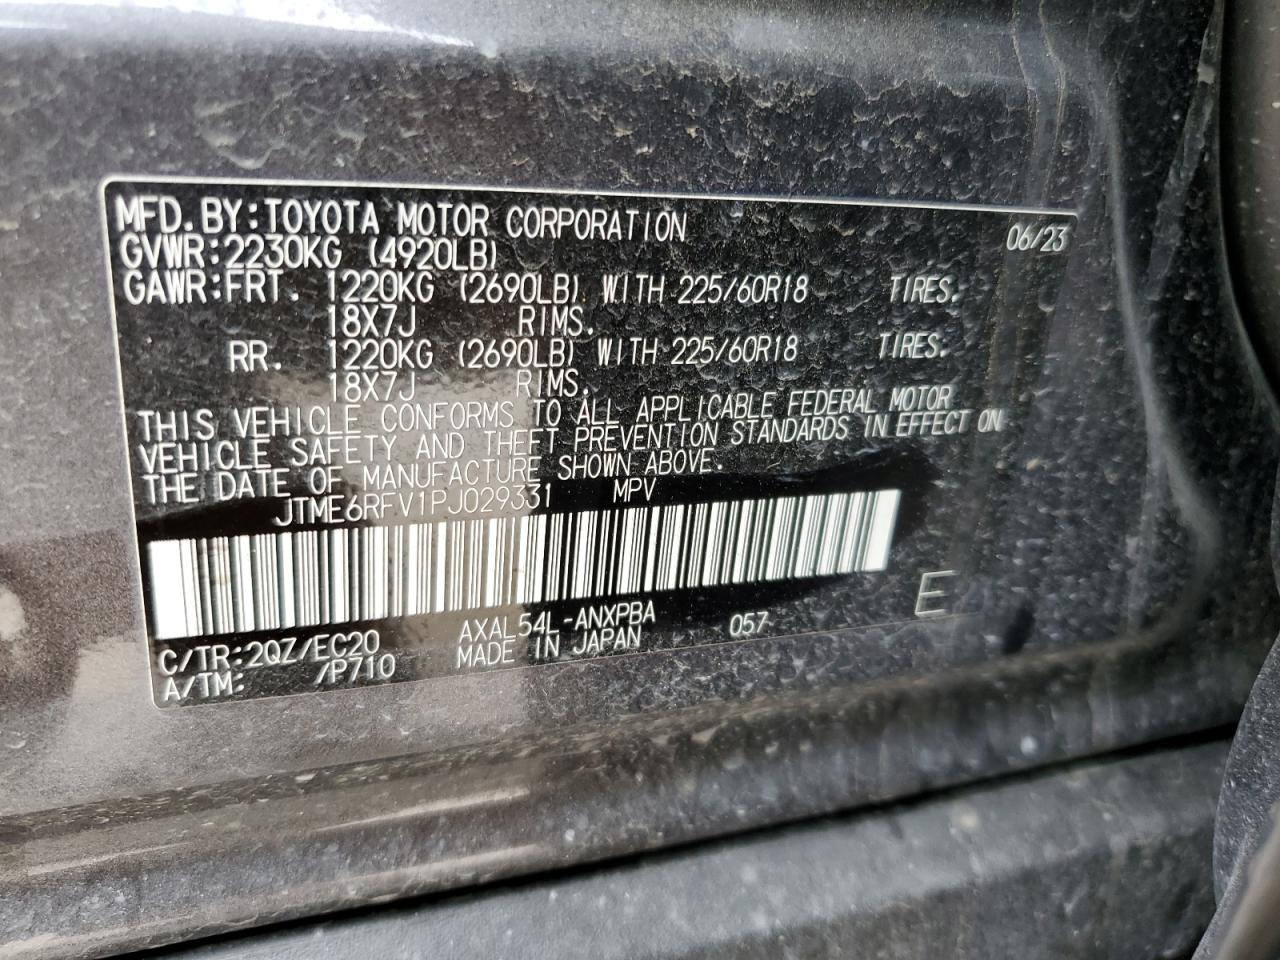 MFD.BY:TOYOTA MOTOR CORPORATION 06/23
GVWR:2230KG (4920LB)
GAWR:FRT. 1220KG (2690LB) WITH 225/60R18 TIRES.
18X7J RIMS.
RR. 1220KG (2690LB) WITH 225/60R18 TIRES.
18X7J RIMS.
THIS VEHICLE CONFORMS TO ALL APPLICABLE FEDERAL MOTOR
VEHICLE SAFETY AND THEFT PREVENTION STANDARDS IN EFFECT ON
THE DATE OF MANUFACTURE SHOWN ABOVE.
JTME6RFV1PJ029331 MPV
C/TR:2QZ/EC20 AXAL54L-ANXPBA 057 E
A/TM: /P710 MADE IN JAPAN